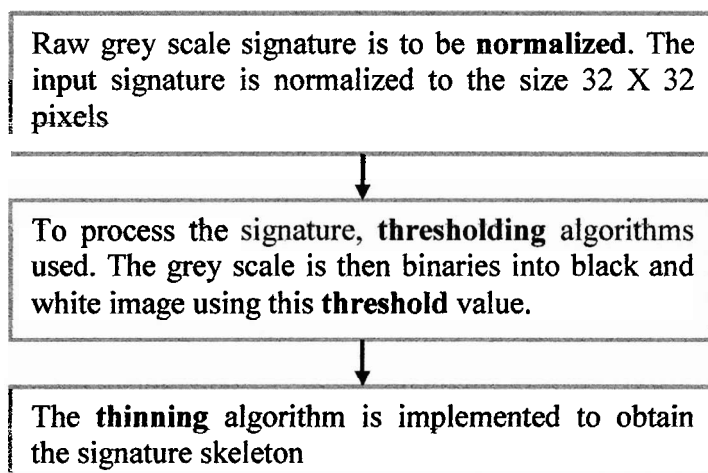 Raw grey scale signature is to be normalized. The
input signature is normalized to the size 32 X 32
pixels
To process the signature, thresholding algorithms
used. The grey scale is then binaries into black and
white image using this threshold value.
The thinning algorithm is implemented to obtain
the signature skeleton